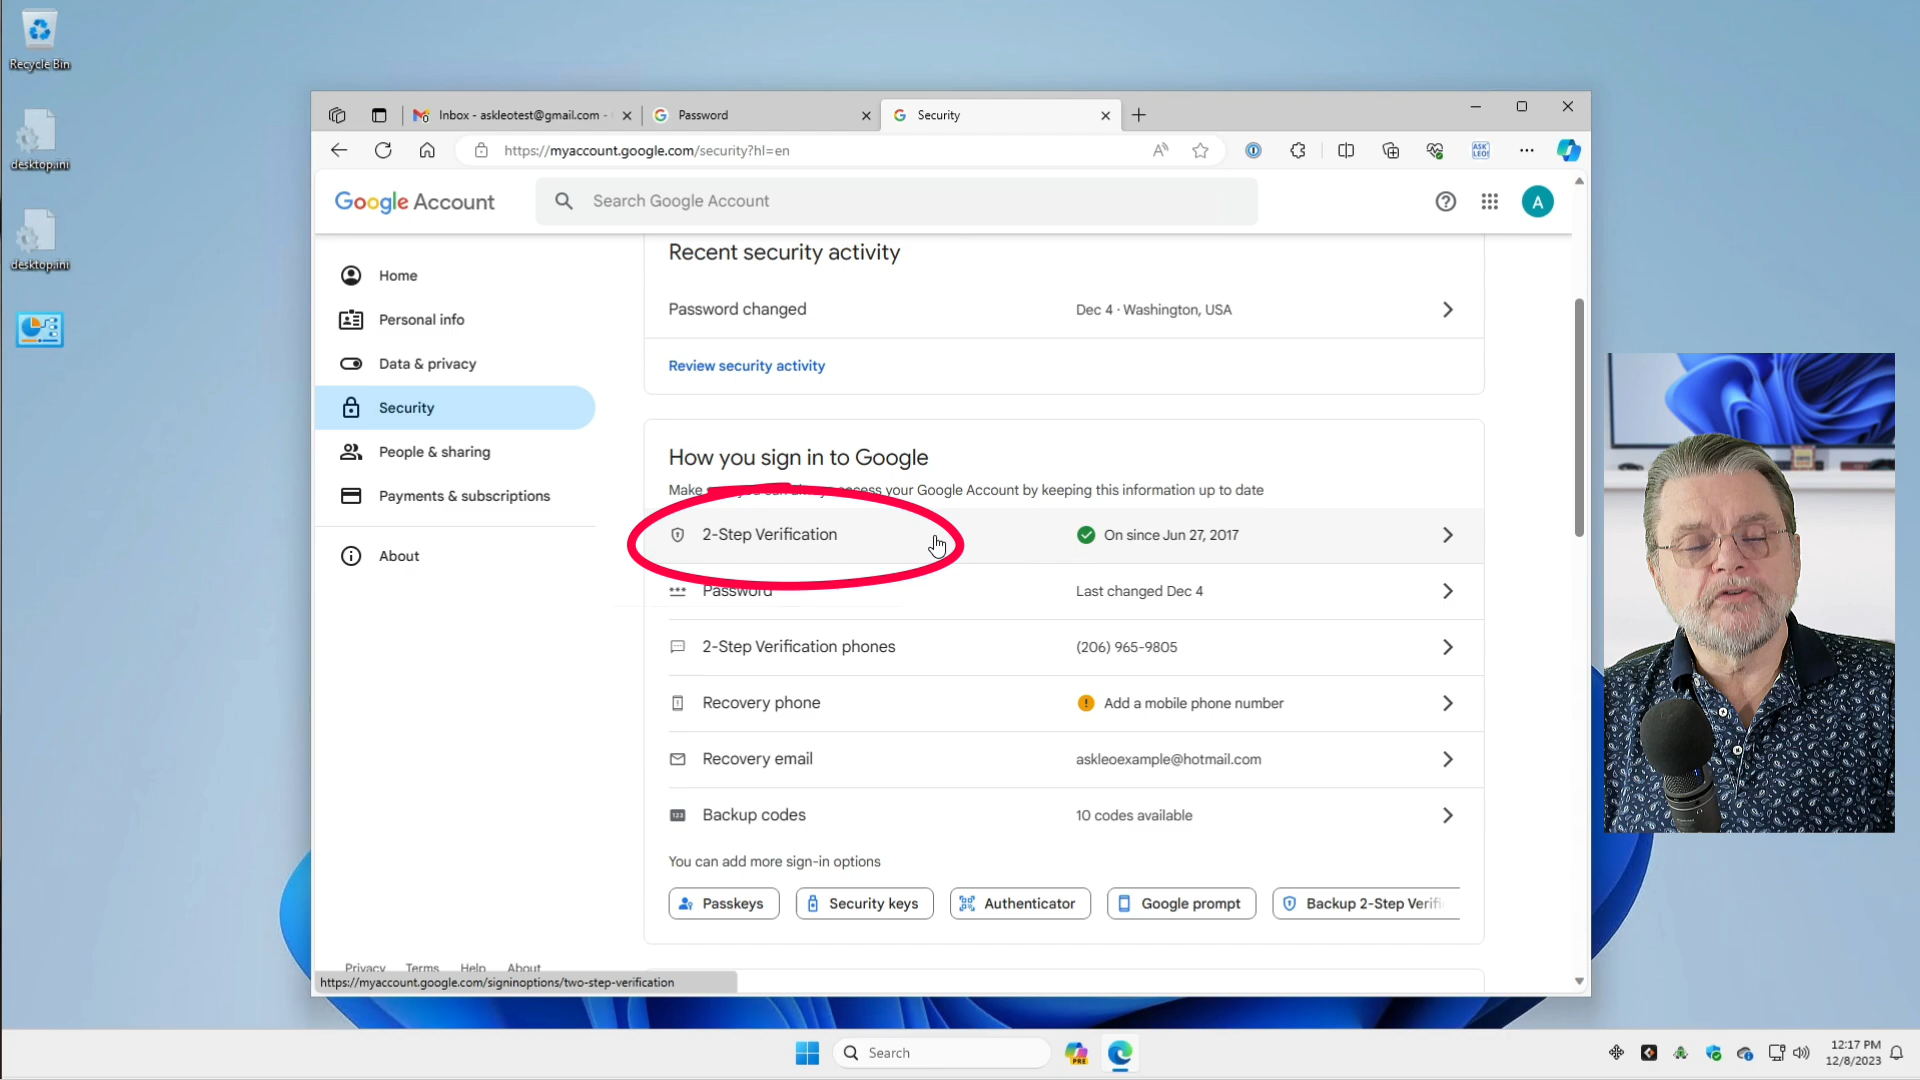 Recycle Bin
desktop.ini
desktop.ini
Inbox - askleotest@gmail.com -
Password
Security
https://myaccount.google.com/security?hl=en
ASK LEO!
Google Account
Search Google Account
A
Home
Personal info
Data & privacy
Security
People & sharing
Payments & subscriptions
About
Recent security activity
Password changed
Dec 4 · Washington, USA
Review security activity
How you sign in to Google
Make access your Google Account by keeping this information up to date
2-Step Verification
On since Jun 27, 2017
Password
Last changed Dec 4
2-Step Verification phones
(206) 965-9805
Recovery phone
Add a mobile phone number
Recovery email
askleoexample@hotmail.com
Backup codes
10 codes available
You can add more sign-in options
Passkeys
Security keys
Authenticator
Google prompt
Backup 2-Step Verifi
Privacy Terms Help About
https://myaccount.google.com/signinoptions/two-step-verification
Search
PRE
12:17 PM
12/8/2023